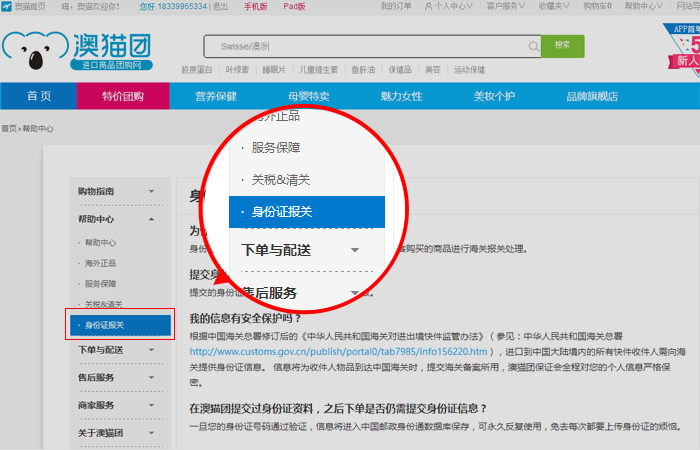 澳猫首页 嗨,澳猫欢迎你! 您好 18339965334 | 退出 手机版 Pad版 我的订单 个人中心 客户服务 收藏夹 购物车0 帮助中心
澳猫团
进口商品团购网
Swisse/澳洲
搜索
胶原蛋白 叶绿素 睡眠片 儿童维生素 鱼肝油 保健品 美容 运动保健
APP首单
5
新人
首 页 特价团购 营养保健 母婴特卖 魅力女性 美妆个护 品牌旗舰店
首页>帮助中心
购物指南
帮助中心
· 帮助中心
· 海外正品
· 服务保障
· 关税&清关
· 身份证报关
下单与配送
售后服务
商家服务
关于澳猫团
海外正品
· 服务保障
· 关税&清关
· 身份证报关
下单与配送
售后服务
身
为
身份 客购买的商品进行海关报关处理。
提交身
提交的身份证
我的信息有安全保护吗?
根据中国海关总署修订后的《中华人民共和国海关对进出境快件监管办法》(参见:中华人民共和国海关总署
http://www.customs.gov.cn/publish/portal0/tab7985/info156220.htm),进口到中国大陆境内的所有快件收件人需向海
关提供身份证信息。 信息将为收件人物品到达中国海关时,提交海关备案所用,澳猫团保证会全程对您的个人信息严格保
密。
在澳猫团提交过身份证资料,之后下单是否仍需提交身份证信息?
一旦您的身份证号码通过验证,信息将进入中国邮政身份通数据库保存,可永久反复使用,免去每次都要上传身份证的烦恼。